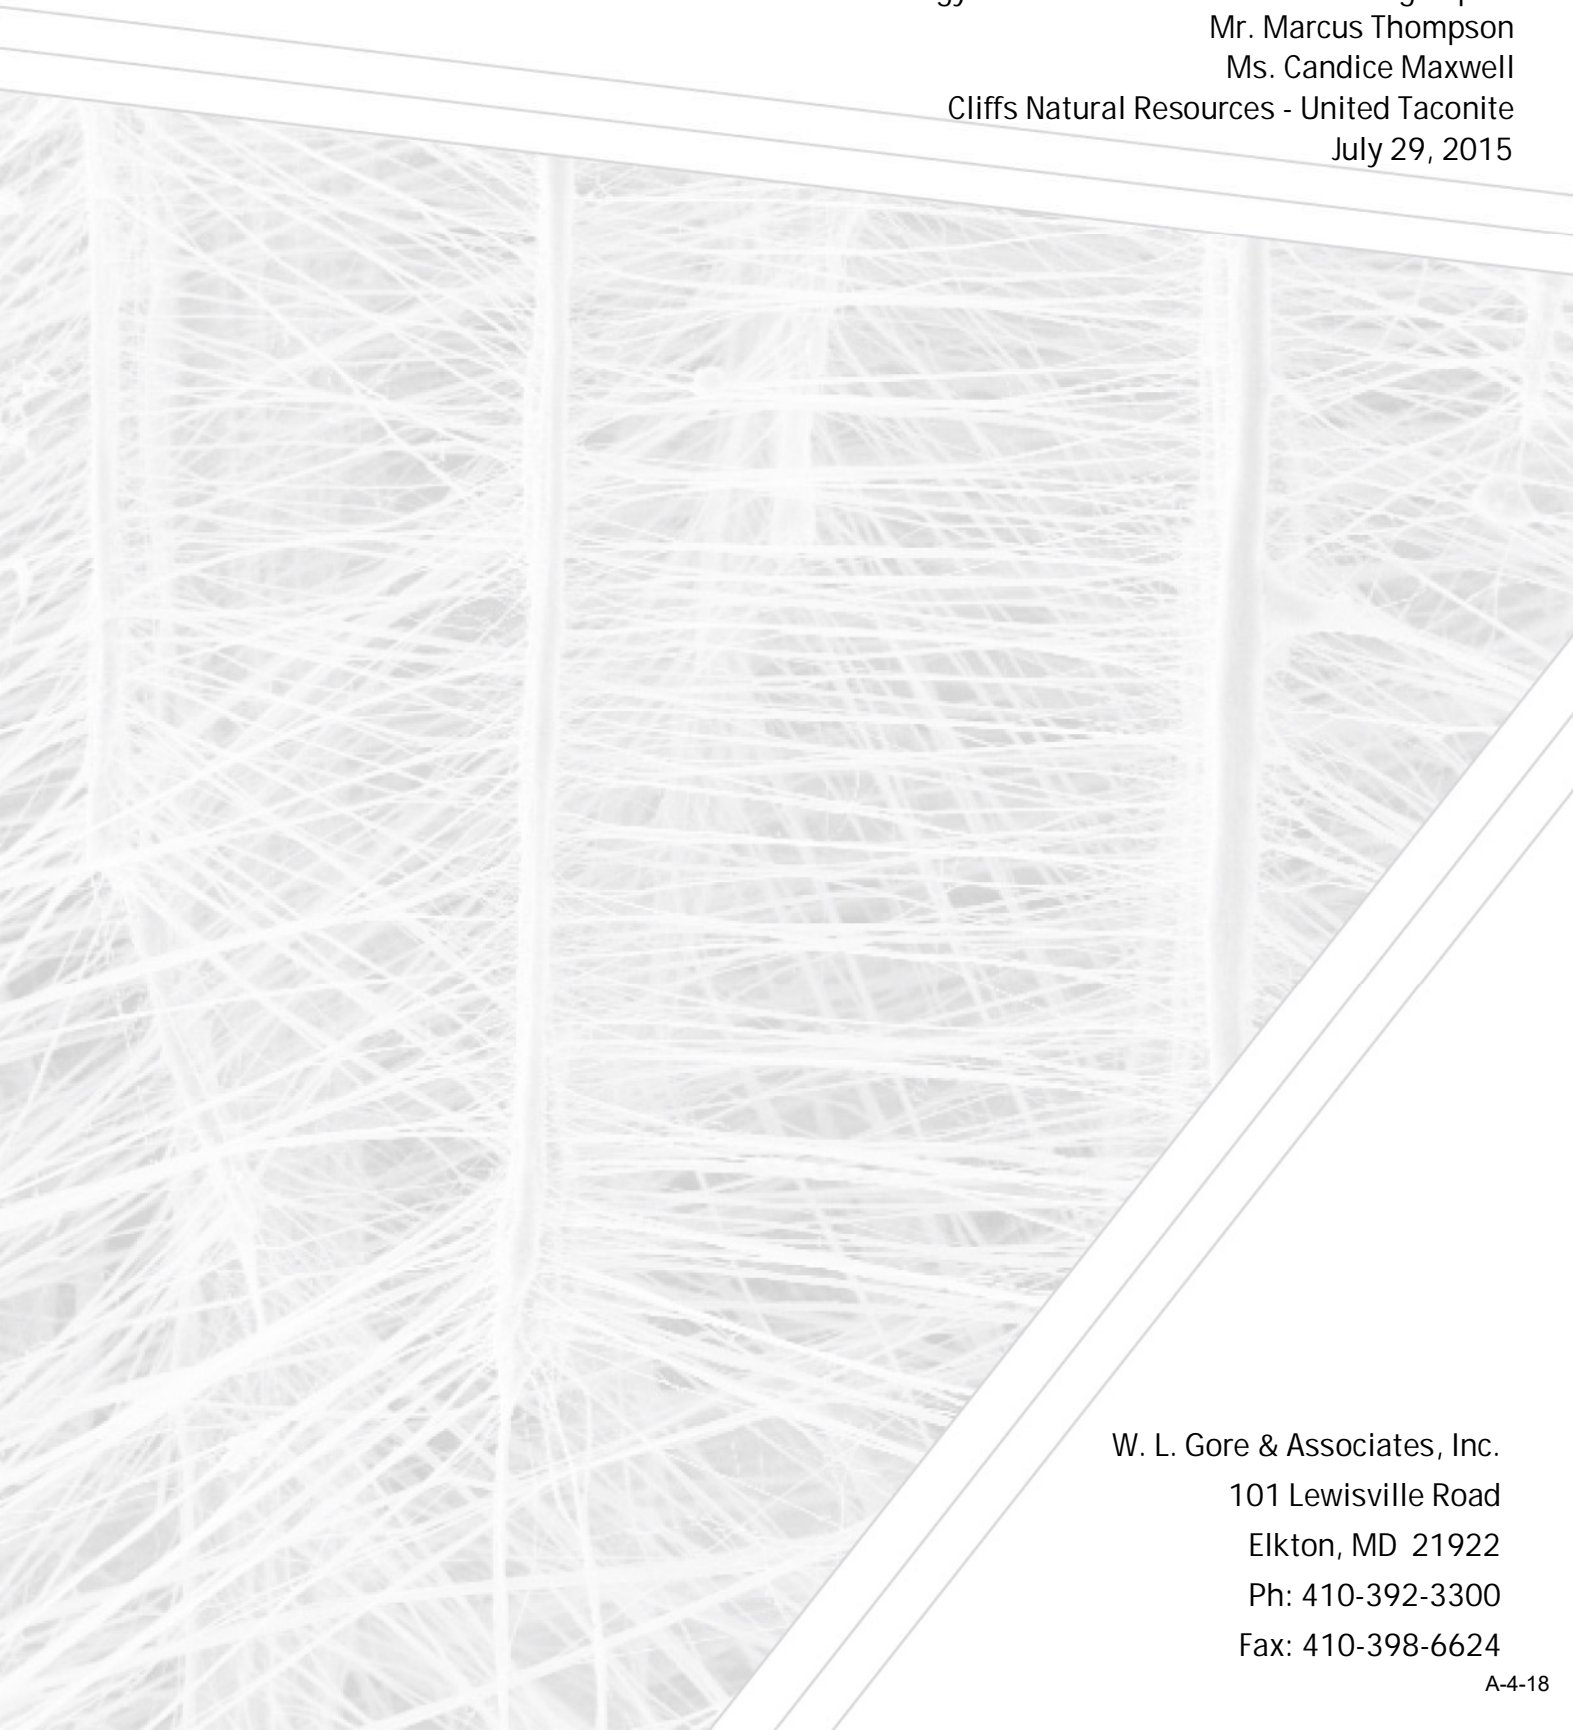 Mr. Marcus Thompson
Ms. Candice Maxwell
Cliffs Natural Resources - United Taconite
July 29, 2015
W. L. Gore & Associates, Inc.
101 Lewisville Road
Elkton, MD  21922
Ph: 410-392-3300
Fax: 410-398-6624
A-4-18